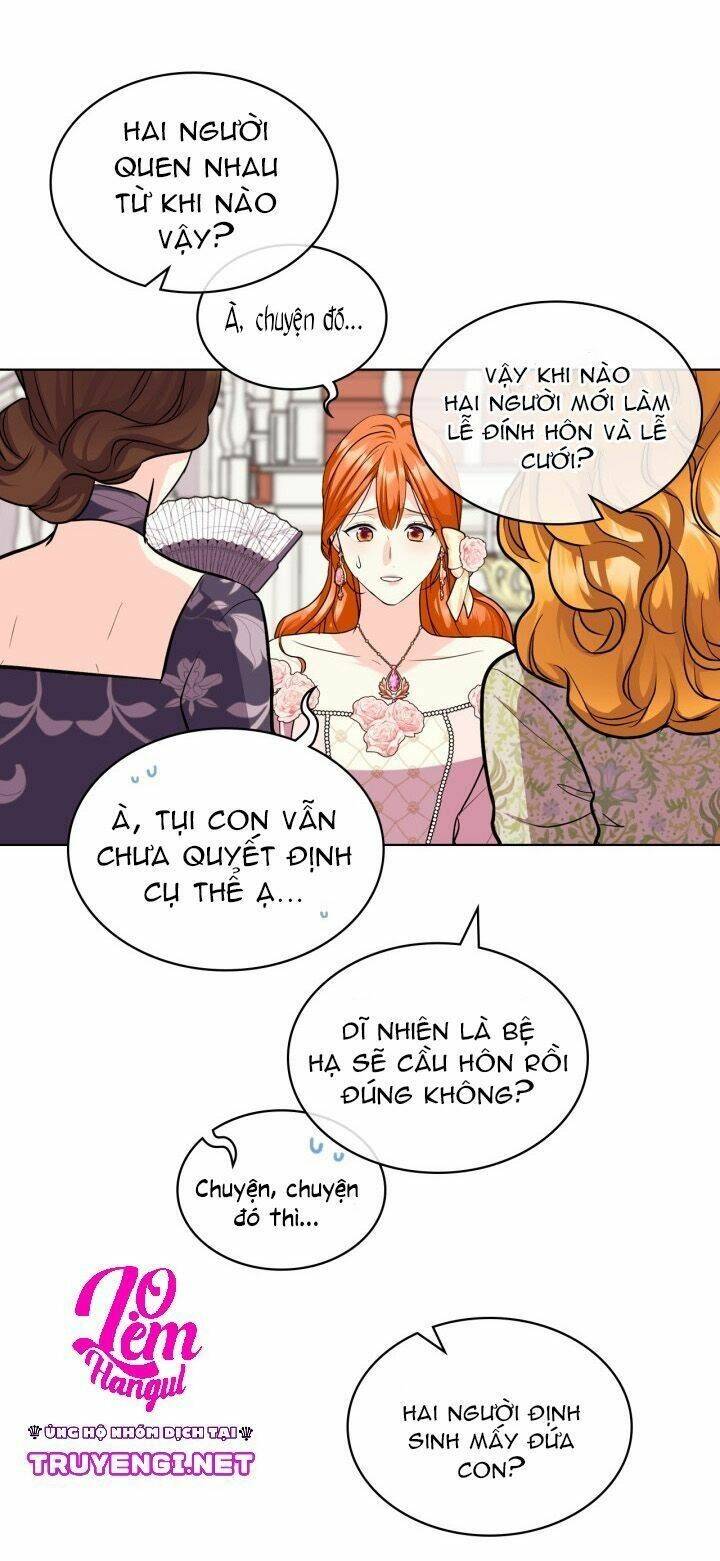 HAI NGƯỜI
QUEN NHAU
TỪ KHI NÀO
VẬY?
À, chuyện đó...
VẬY KHI NÀO
HAI NGƯỜI MỚI LÀM
LỄ ĐÍNH HÔN VÀ LỄ
CƯỚI?
À, TỤI CON VẪN
CHƯA QUYẾT ĐỊNH
CỤ THỂ Ạ...
DĨ NHIÊN LÀ BỆ
HẠ SẼ CẦU HÔN RỒI
ĐÚNG KHÔNG?
Chuyện, chuyện
đó thì...
LO
Lem
Hangul
ỦNG HỘ NHÓM DỊCH TẠI
TRUYENGI.NET
HAI NGƯỜI ĐỊNH
SINH MẤY ĐỨA
CON?